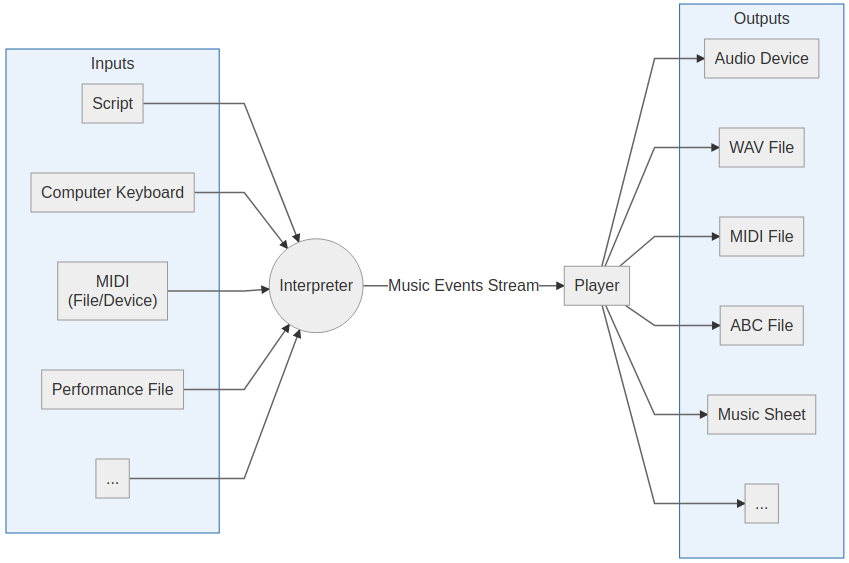 Inputs
Script
Computer Keyboard
MIDI
(File/Device)
Performance File
...
Interpreter
Music Events Stream
Player
Outputs
Audio Device
WAV File
MIDI File
ABC File
Music Sheet
...